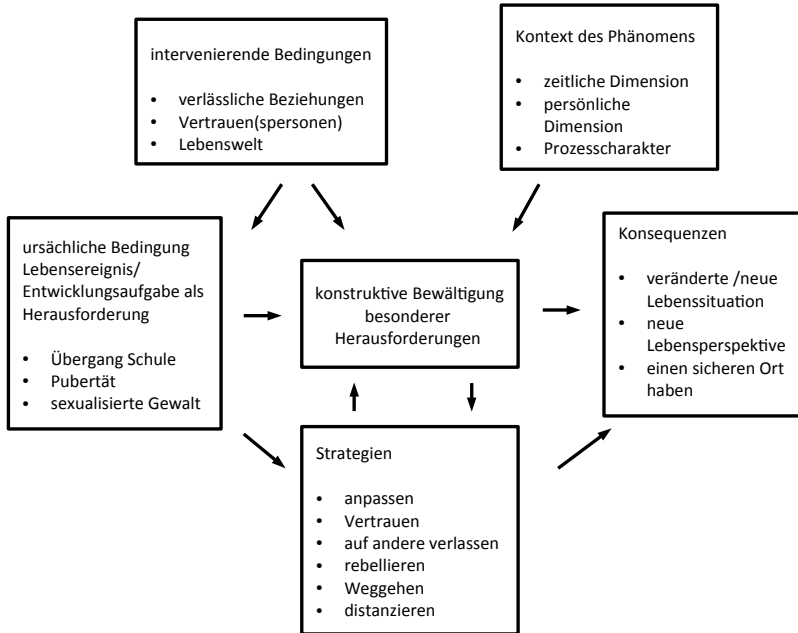 intervenierende Bedingungen
• verlässliche Beziehungen
• Vertrauen(spersonen)
• Lebenswelt
Kontext des Phänomens
• zeitliche Dimension
• persönliche
Dimension
• Prozesscharakter
ursächliche Bedingung
Lebensereignis/
Entwicklungsaufgabe als
Herausforderung
• Übergang Schule
• Pubertät
• sexualisierte Gewalt
konstruktive Bewältigung
besonderer
Herausforderungen
Konsequenzen
• veränderte /neue
Lebenssituation
• neue
Lebensperspektive
• einen sicheren Ort
haben
Strategien
• anpassen
• Vertrauen
• auf andere verlassen
• rebellieren
• Weggehen
• distanzieren